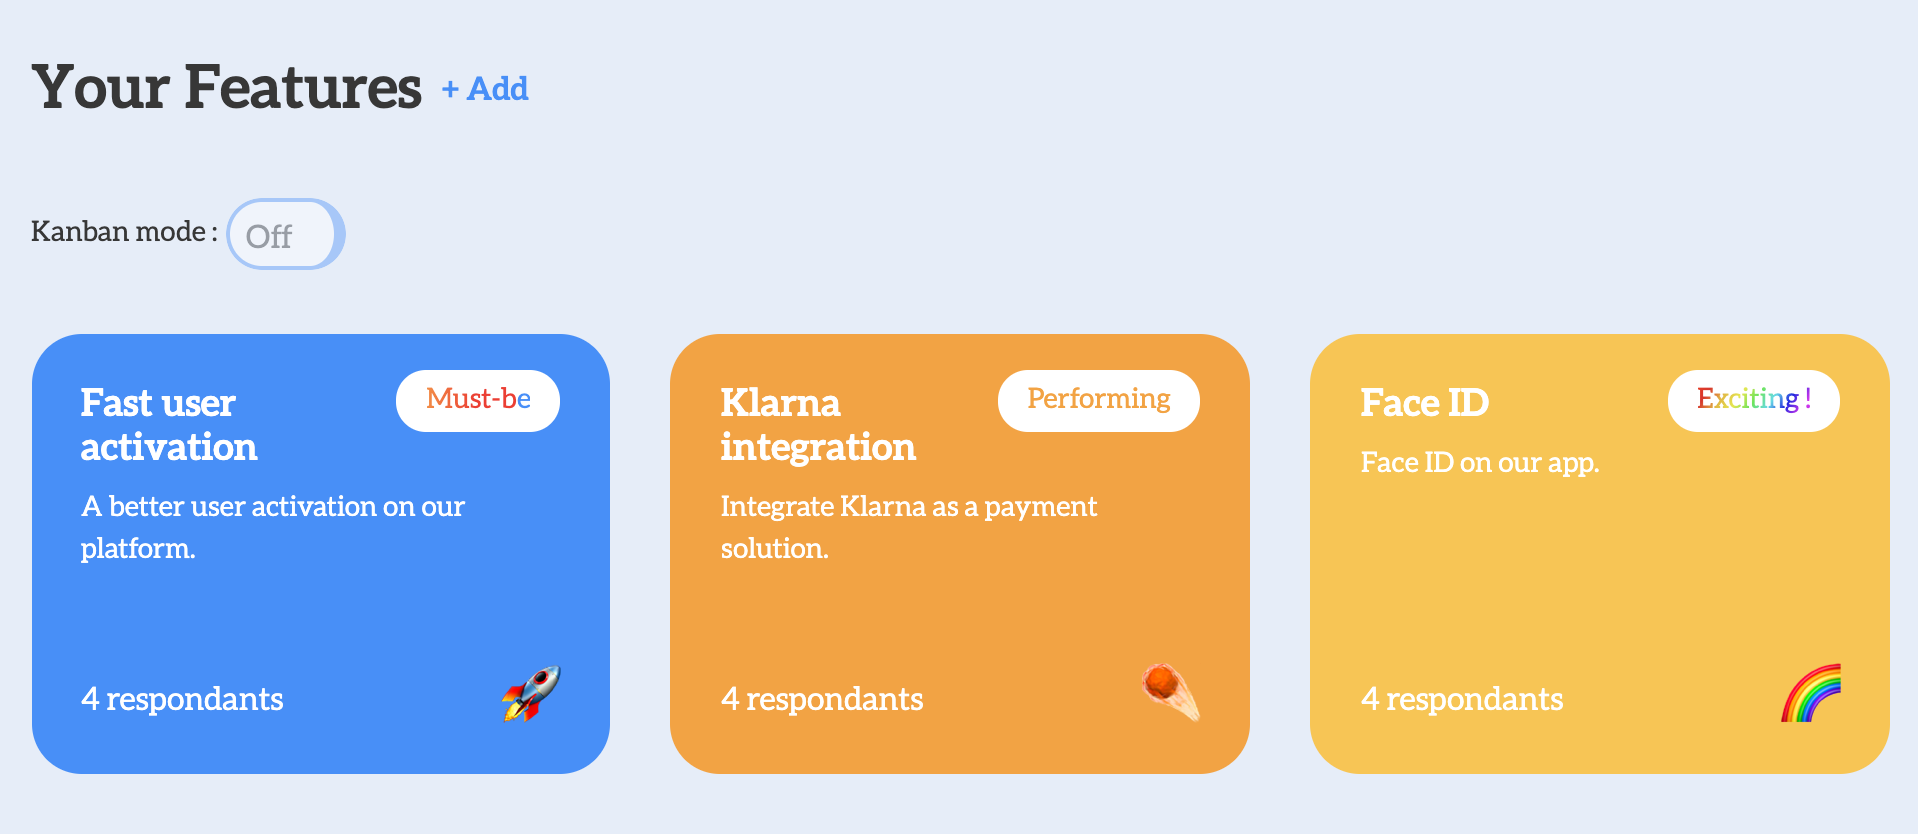 Your Features + Add
Kanban mode : Off
Fast user
activation
Must-be
A better user activation on our
platform.
4 respondants
Klarna
integration
Performing
Integrate Klarna as a payment
solution.
4 respondants
Face ID
Exciting !
Face ID on our app.
4 respondants